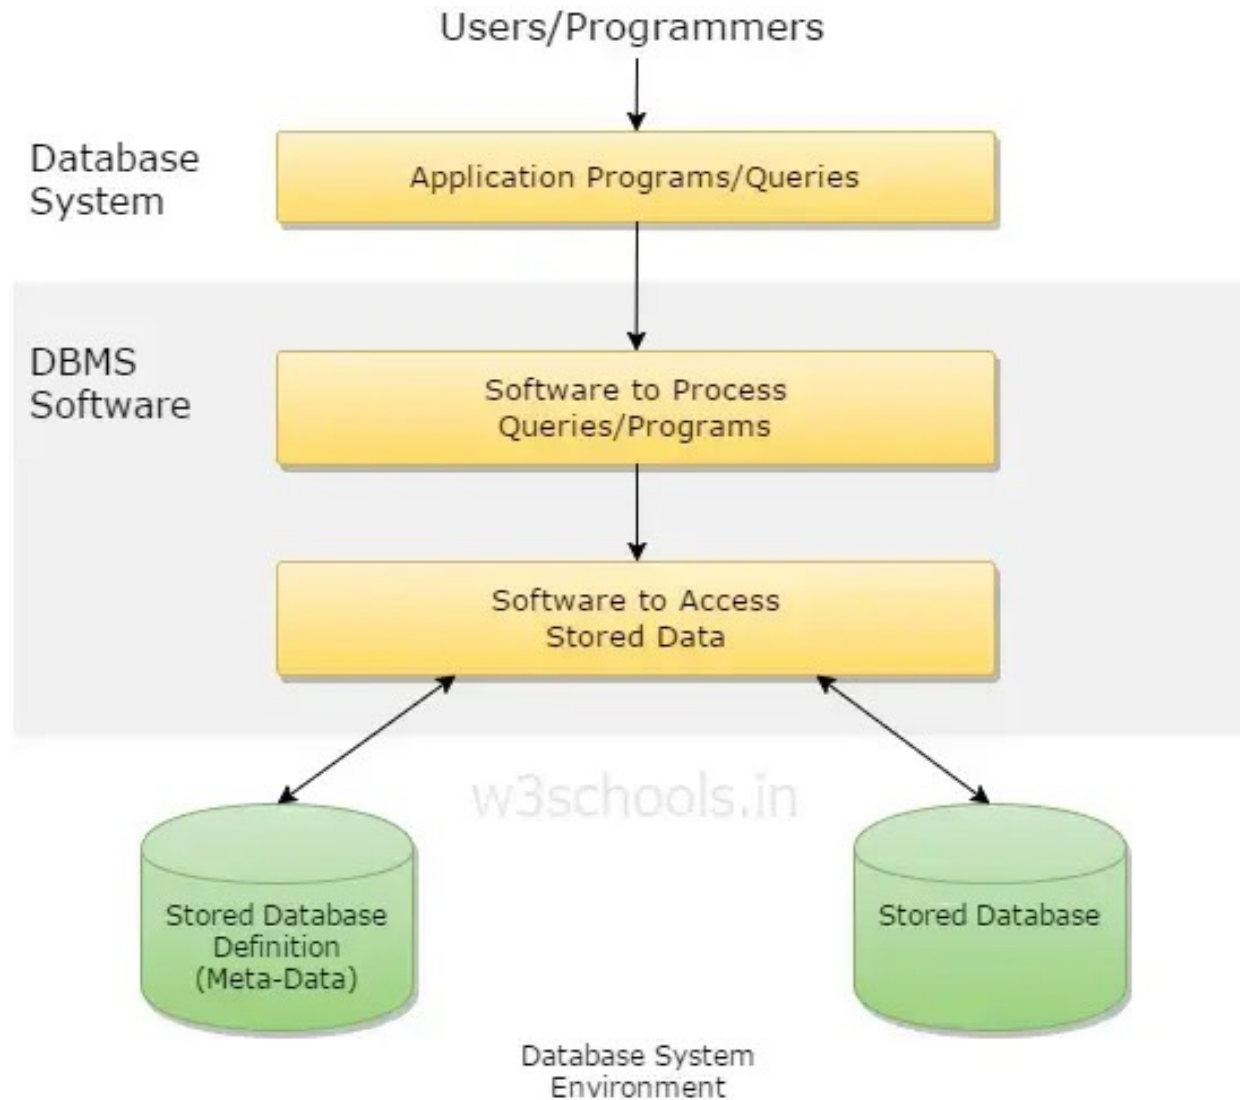 Users/Programmers
Database
System
Application Programs/Queries
DBMS
Software
Software to Process
Queries/Programs
Software to Access
Stored Data
w3schools.in
Stored Database
Definition
(Meta-Data)
Stored Database
Database System
Environment